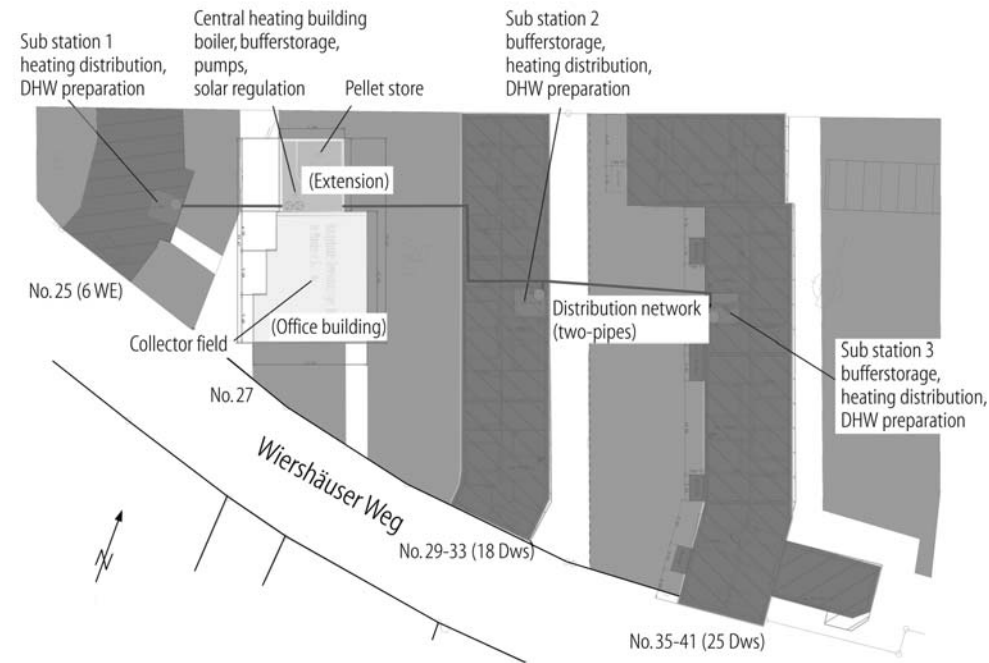 Sub station 1
heating distribution,
DHW preparation
Central heating building
boiler, bufferstorage,
pumps,
solar regulation
Pellet store
Sub station 2
bufferstorage,
heating distribution,
DHW preparation
(Extension)
No. 25 (6 WE)
(Office building)
Collector field
Distribution network
(two-pipes)
Sub station 3
bufferstorage,
heating distribution,
DHW preparation
No. 27
Wiershäuser Weg
N
No. 29-33 (18 Dws)
No. 35-41 (25 Dws)